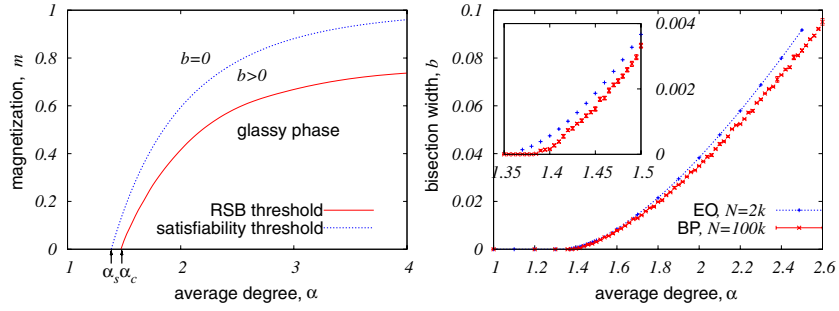 magnetization, m
1
0.8
0.6
0.4
0.2
0
b=0
b>0
glassy phase
RSB threshold
satisfiability threshold
1
2
3
4
αs
αc
average degree, α
bisection width, b
0.1
0.08
0.06
0.04
0.02
0
0.004
0.002
0
1.35
1.4
1.45
1.5
EO, N=2k
BP, N=100k
1
1.2
1.4
1.6
1.8
2
2.2
2.4
2.6
average degree, α